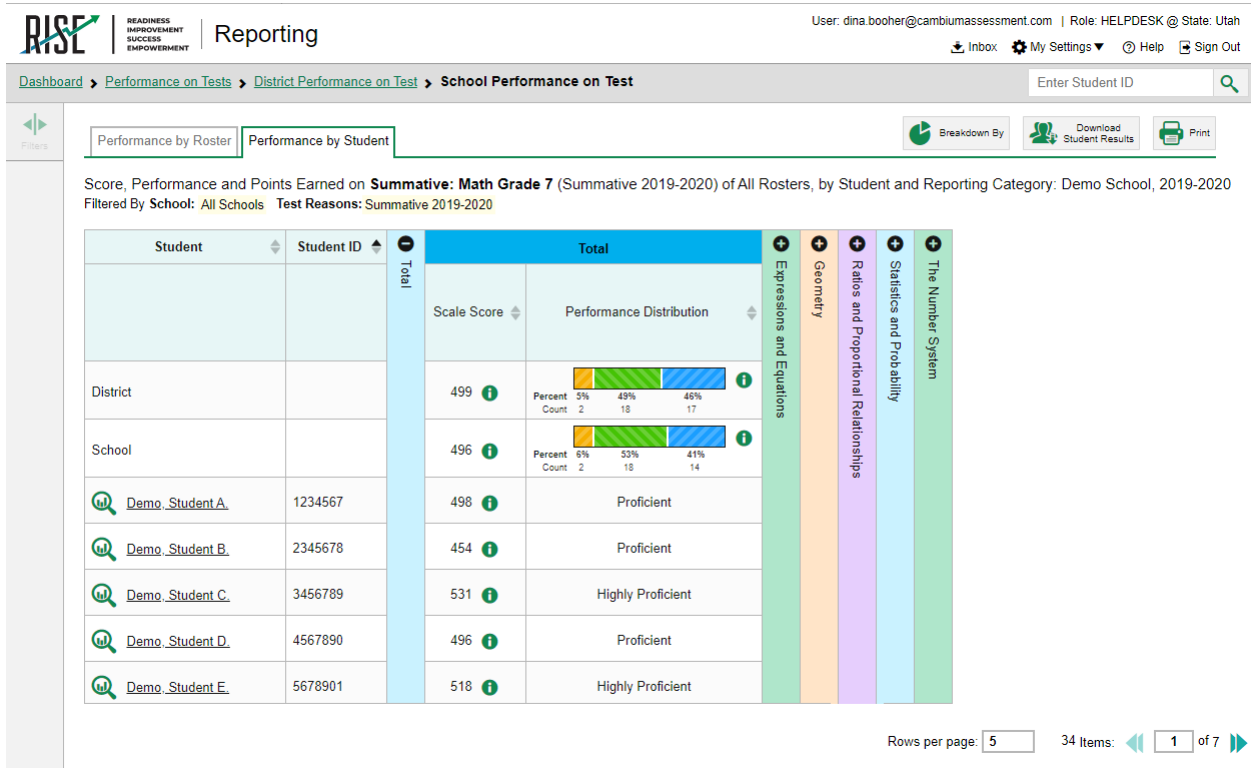 RISE
READINESS
IMPROVEMENT
SUCCESS
EMPOWERMENT
Reporting
User: dina.booher@cambiumassessment.com | Role: HELPDESK @ State: Utah
Inbox My Settings ▼ Help Sign Out
Dashboard > Performance on Tests > District Performance on Test > School Performance on Test
Enter Student ID
Filters
Performance by Roster Performance by Student
Breakdown By
Download
Student Results
Print
Score, Performance and Points Earned on Summative: Math Grade 7 (Summative 2019-2020) of All Rosters, by Student and Reporting Category: Demo School, 2019-2020
Filtered By School: All Schools Test Reasons: Summative 2019-2020
Student Student ID Total Total
Scale Score Performance Distribution
Expressions and Equations
Geometry
Ratios and Proportional Relationships
Statistics and Probability
The Number System
District 499
Percent 5% 49% 46%
Count 2 18 17
School 496
Percent 6% 53% 41%
Count 2 18 14
Demo, Student A. 1234567 498 Proficient
Demo, Student B. 2345678 454 Proficient
Demo, Student C. 3456789 531 Highly Proficient
Demo, Student D. 4567890 496 Proficient
Demo, Student E. 5678901 518 Highly Proficient
Rows per page: 5 34 Items: 1 of 7